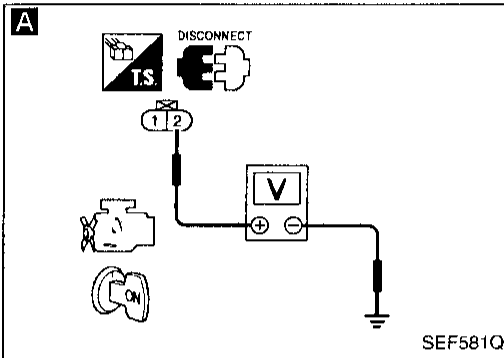 A
DISCONNECT
T.S.
1 2
V
+ −
ON
SEF581Q